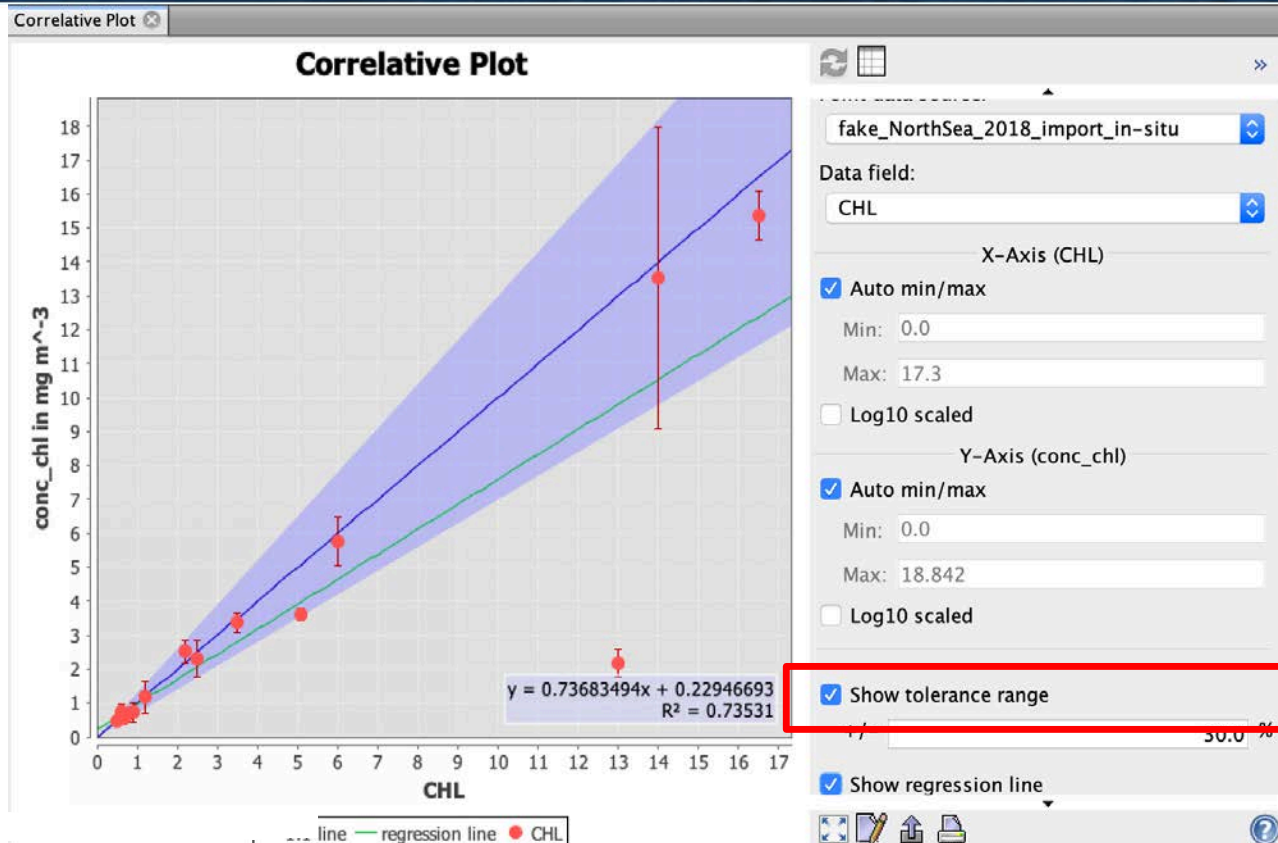 Correlative Plot
Correlative Plot
18
17
16
15
14
13
12
11
10
9
8
7
6
5
4
3
2
1
0
conc_chl in mg m^-3
y = 0.73683494x + 0.22946693
R² = 0.73531
0 1 2 3 4 5 6 7 8 9 10 11 12 13 14 15 16 17
CHL
line regression line CHL
»
fake_NorthSea_2018_import_in-situ
Data field:
CHL
X-Axis (CHL)
Auto min/max
Min: 0.0
Max: 17.3
Log10 scaled
Y-Axis (conc_chl)
Auto min/max
Min: 0.0
Max: 18.842
Log10 scaled
Show tolerance range
30.0 %
Show regression line
?